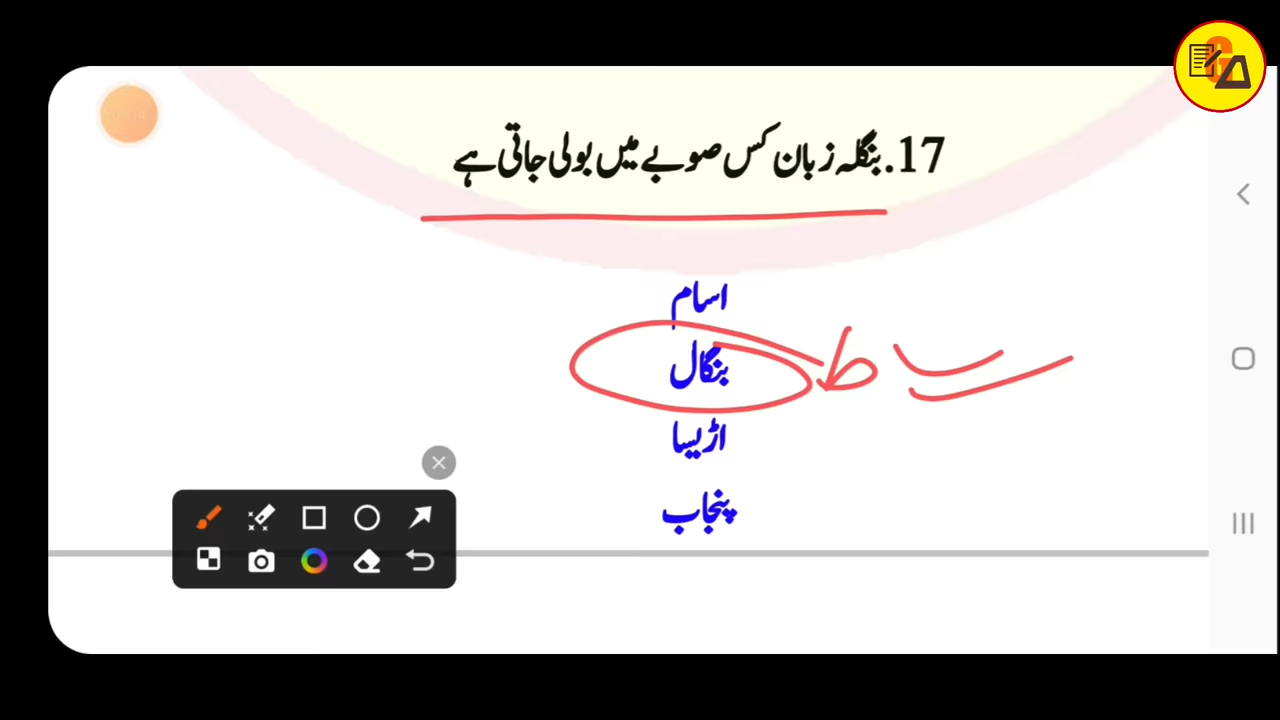 17. بنگلہ زبان کس صوبے میں بولی جاتی ہے
اسام
بنگال
اڑیسا
پنجاب